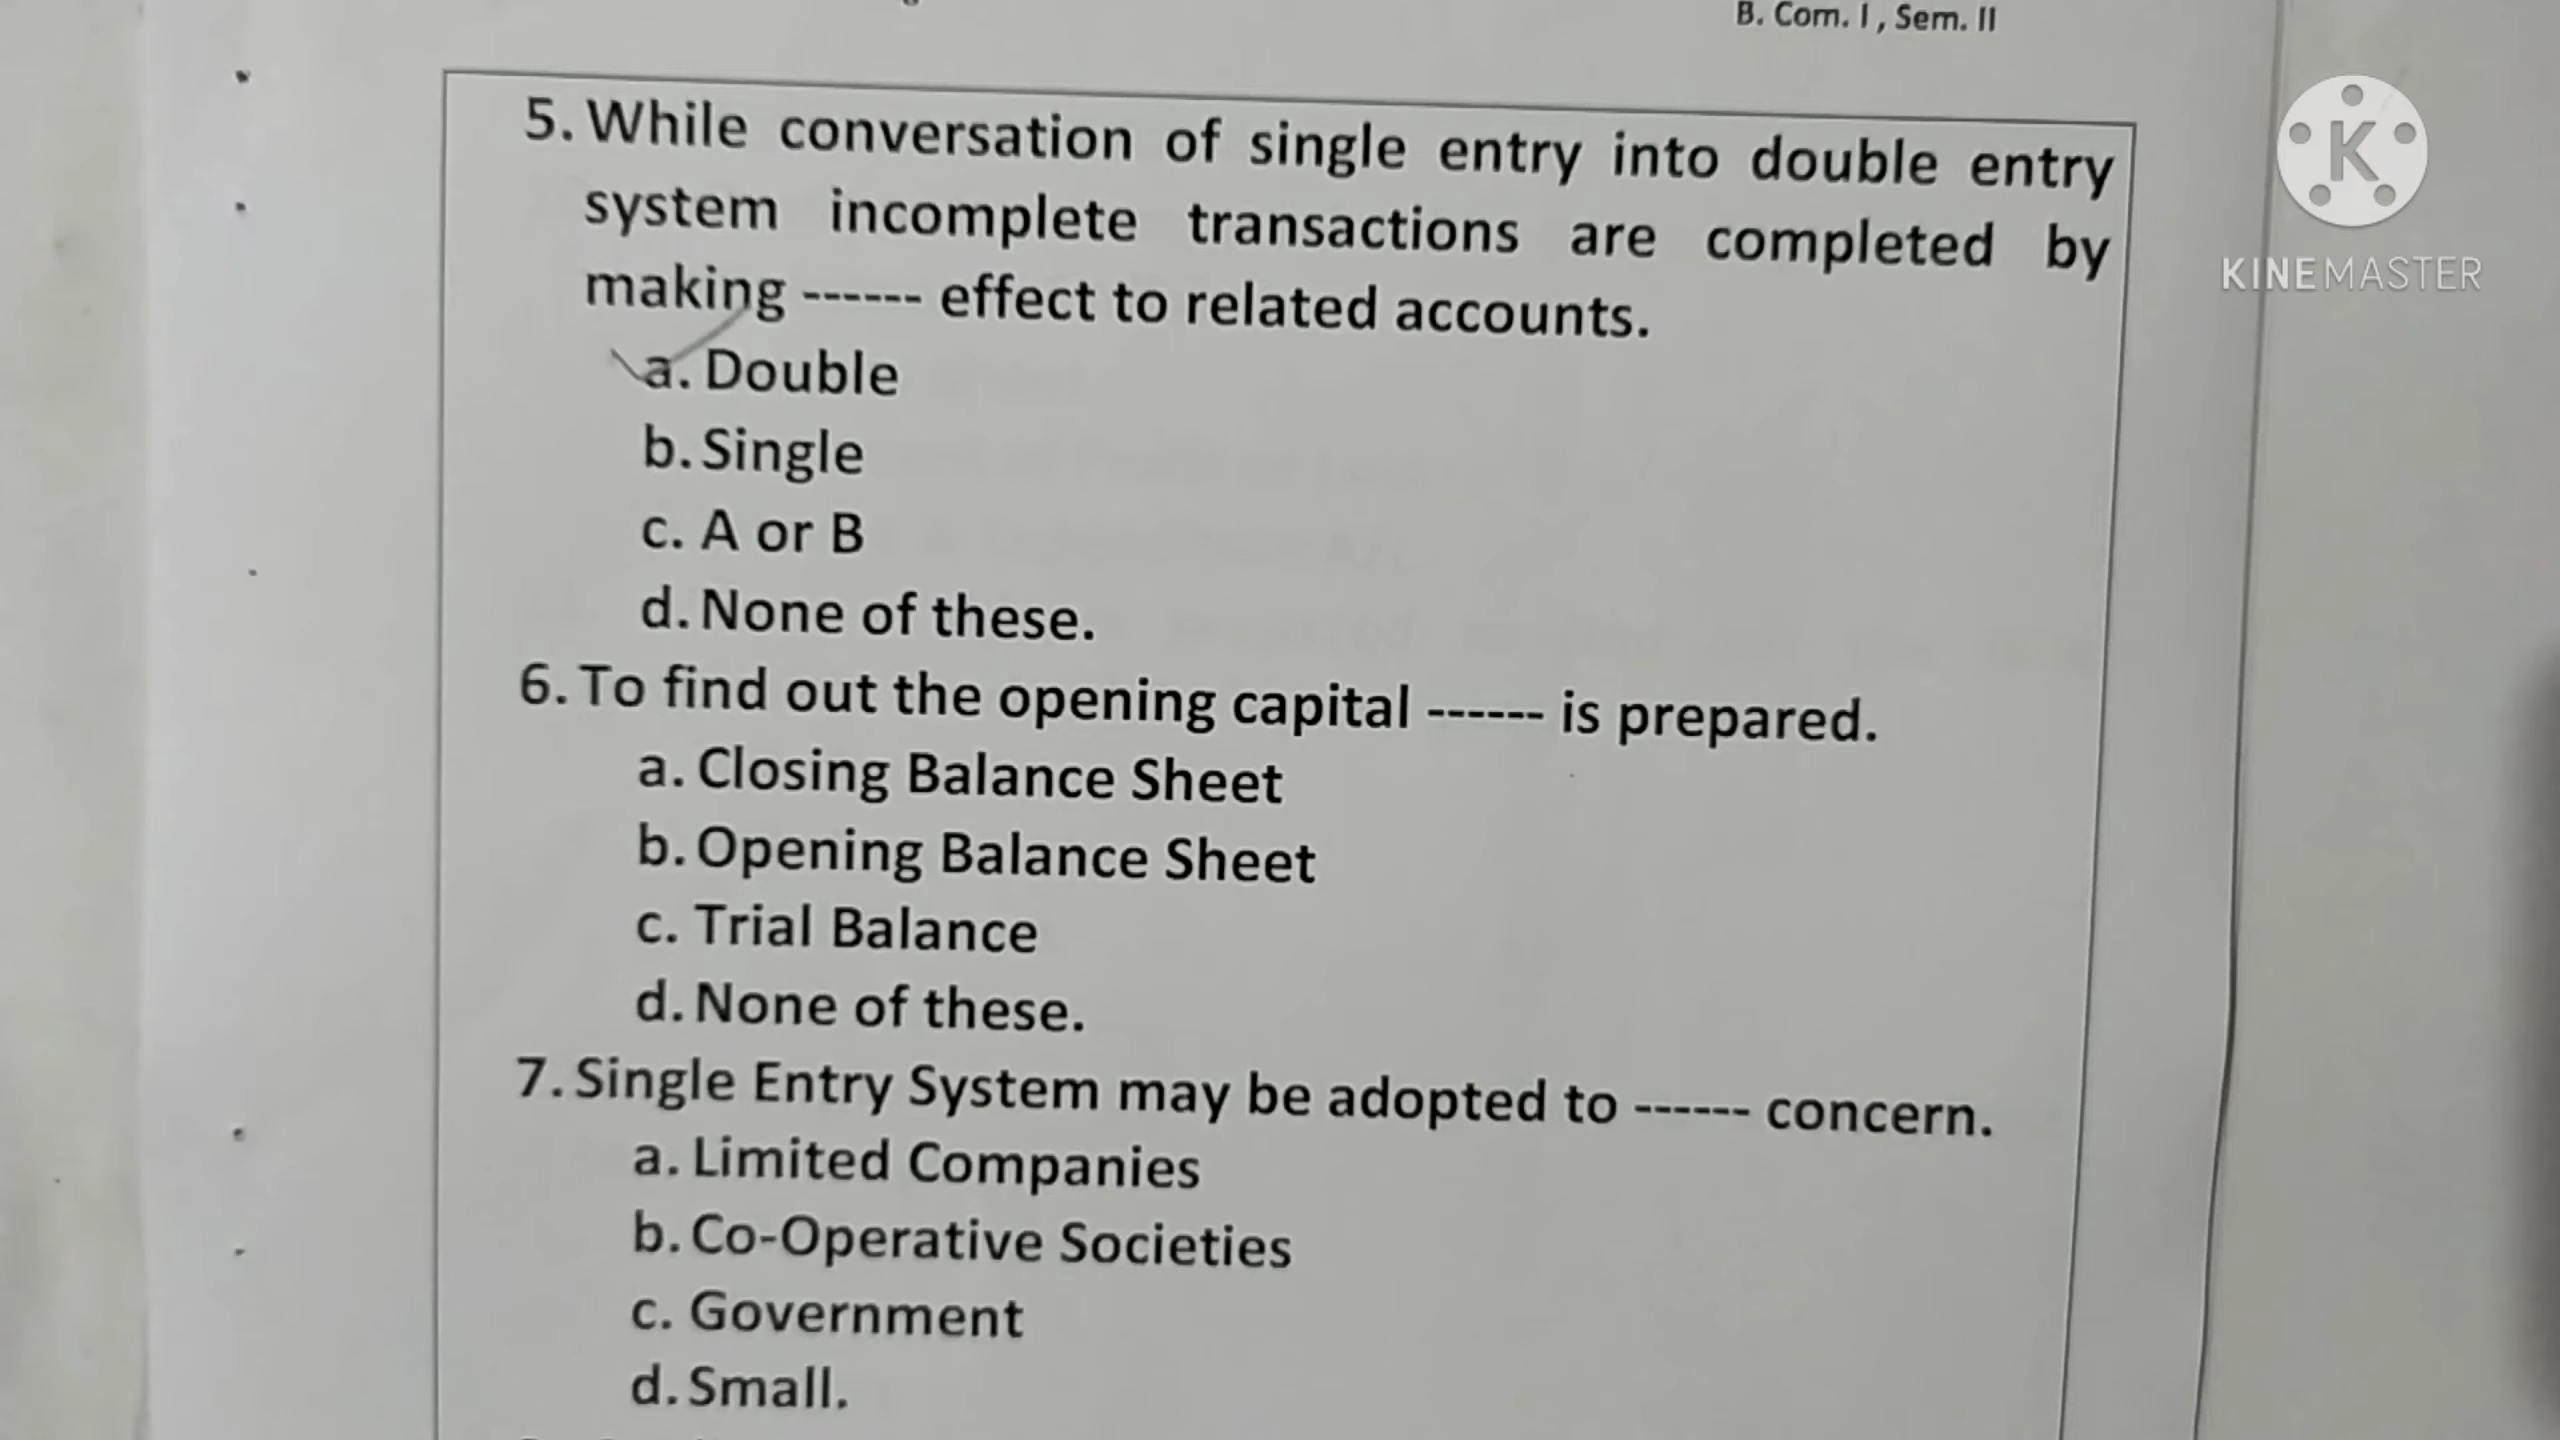 B. Com. I , Sem. II
5. While conversation of single entry into double entry
system incomplete transactions are completed by
making ------ effect to related accounts.
a. Double
b. Single
c. A or B
d. None of these.
6. To find out the opening capital ------ is prepared.
a. Closing Balance Sheet
b. Opening Balance Sheet
c. Trial Balance
d. None of these.
7. Single Entry System may be adopted to ------ concern.
a. Limited Companies
b. Co-Operative Societies
c. Government
d. Small.
K
KINEMASTER